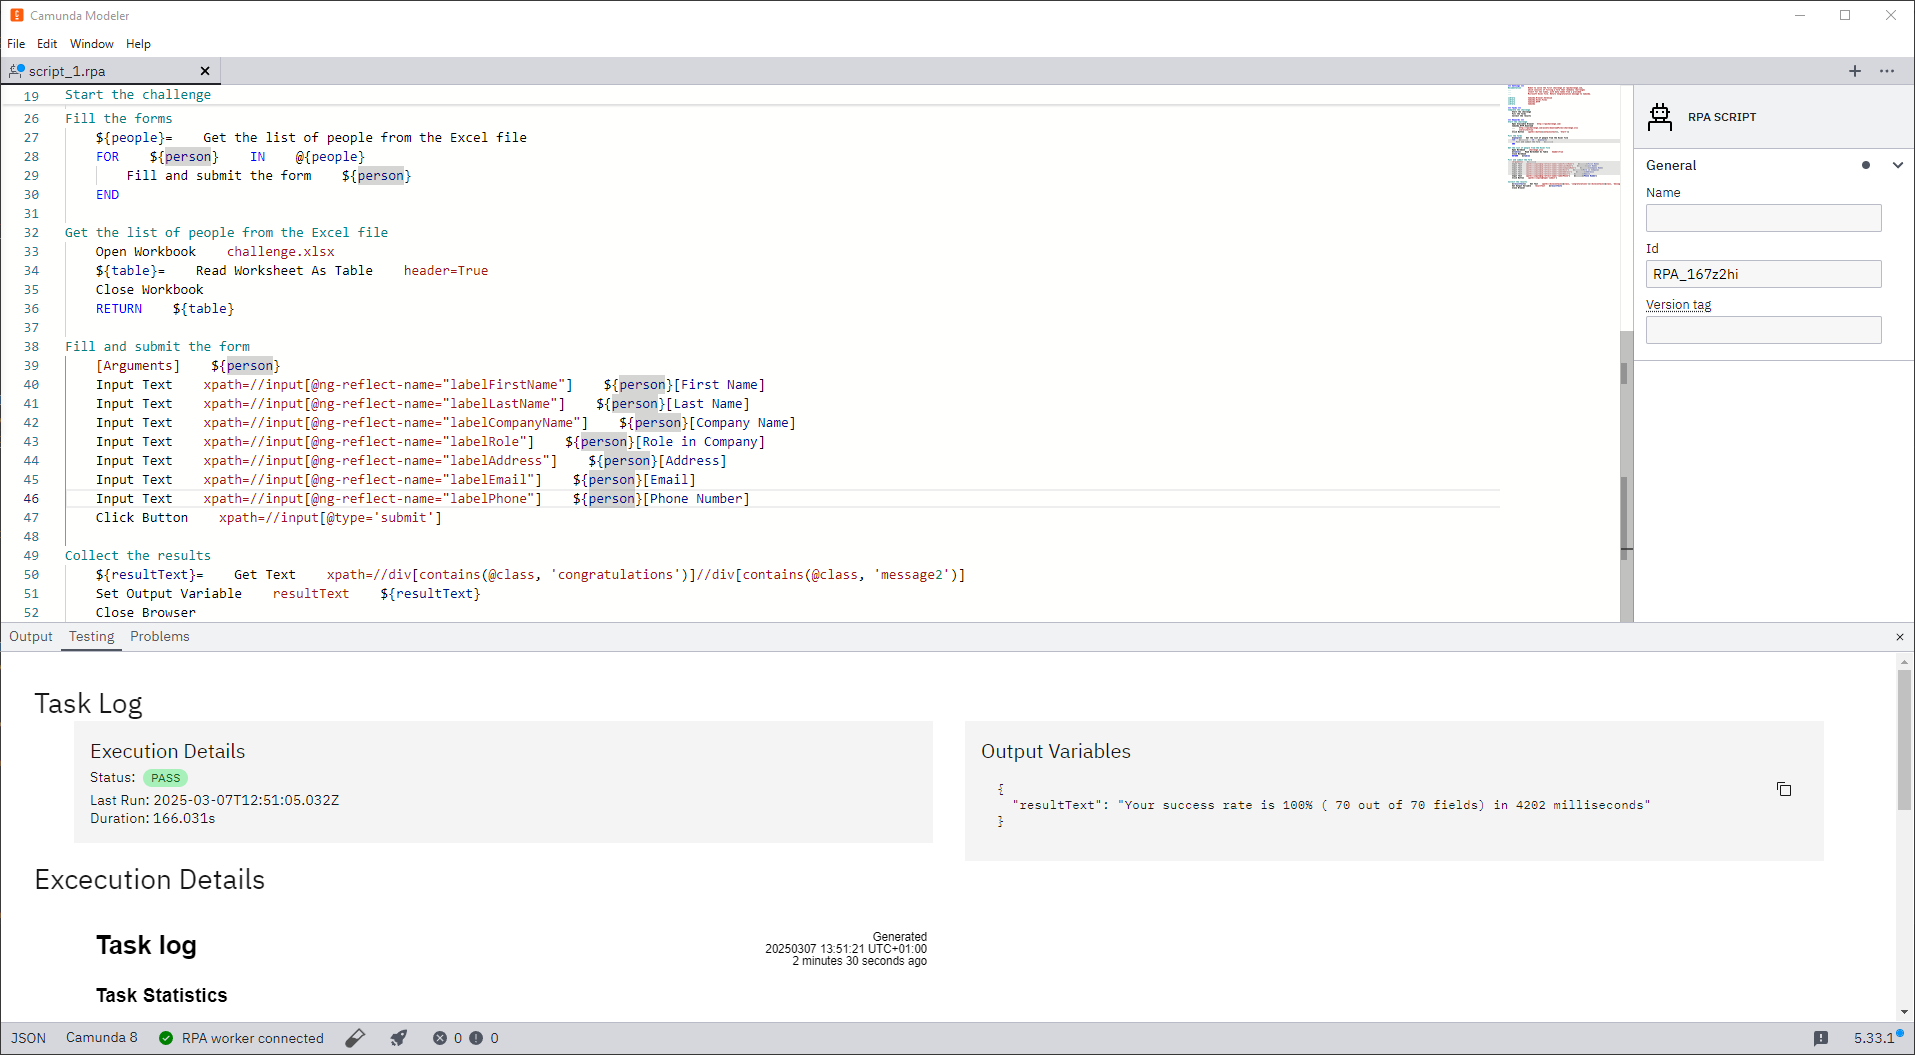 Camunda Modeler
File Edit Window Help
script_1.rpa
19 Start the challenge
26 Fill the forms
27 ${people}= Get the list of people from the Excel file
28 FOR ${person} IN @{people}
29 Fill and submit the form ${person}
30 END
31
32 Get the list of people from the Excel file
33 Open Workbook challenge.xlsx
34 ${table}= Read Worksheet As Table header=True
35 Close Workbook
36 RETURN ${table}
37
38 Fill and submit the form
39 [Arguments] ${person}
40 Input Text xpath=//input[@ng-reflect-name="labelFirstName"] ${person}[First Name]
41 Input Text xpath=//input[@ng-reflect-name="labelLastName"] ${person}[Last Name]
42 Input Text xpath=//input[@ng-reflect-name="labelCompanyName"] ${person}[Company Name]
43 Input Text xpath=//input[@ng-reflect-name="labelRole"] ${person}[Role in Company]
44 Input Text xpath=//input[@ng-reflect-name="labelAddress"] ${person}[Address]
45 Input Text xpath=//input[@ng-reflect-name="labelEmail"] ${person}[Email]
46 Input Text xpath=//input[@ng-reflect-name="labelPhone"] ${person}[Phone Number]
47 Click Button xpath=//input[@type='submit']
48
49 Collect the results
50 ${resultText}= Get Text xpath=//div[contains(@class, 'congratulations')]//div[contains(@class, 'message2')]
51 Set Output Variable resultText ${resultText}
52 Close Browser
RPA SCRIPT
General
Name
Id
RPA_167z2hi
Version tag
Output Testing Problems
Task Log
Execution Details
Status: PASS
Last Run: 2025-03-07T12:51:05.032Z
Duration: 166.031s
Output Variables
{
"resultText": "Your success rate is 100% ( 70 out of 70 fields) in 4202 milliseconds"
}
Excecution Details
Task log
Generated
20250307 13:51:21 UTC+01:00
2 minutes 30 seconds ago
Task Statistics
JSON Camunda 8 RPA worker connected 0 0 5.33.1